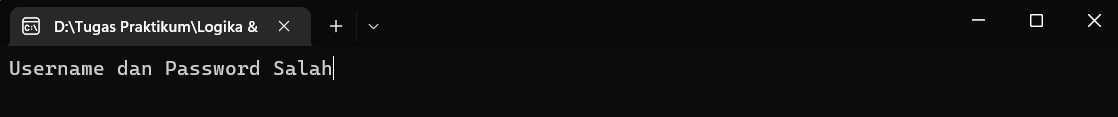 D:\Tugas Praktikum\Logika &
Username dan Password Salah